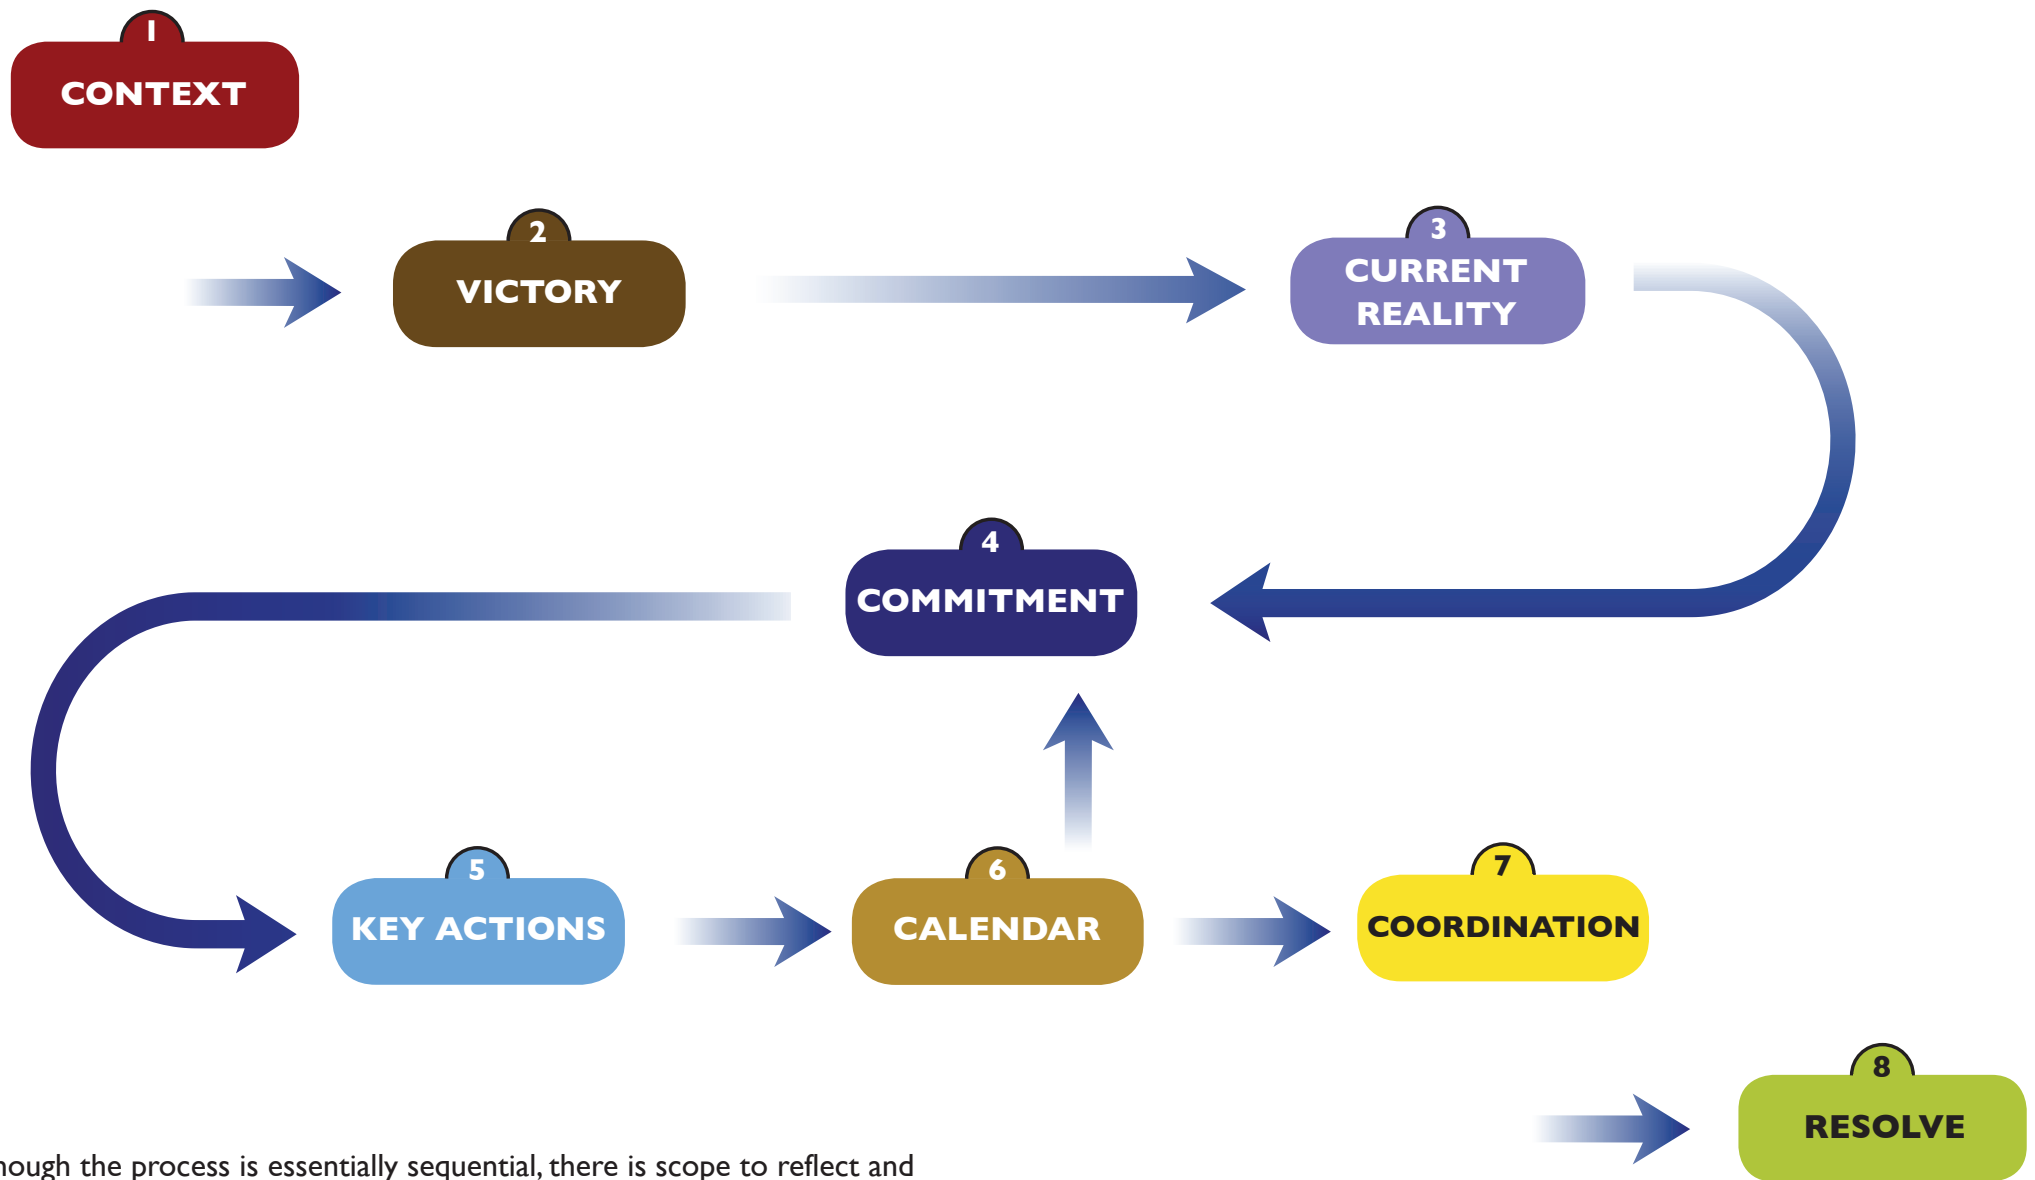 1
CONTEXT
2
VICTORY
3
CURRENT
REALITY
4
COMMITMENT
5
KEY ACTIONS
6
CALENDAR
7
COORDINATION
8
RESOLVE
the process is essentially sequential, there is scope to reflect and